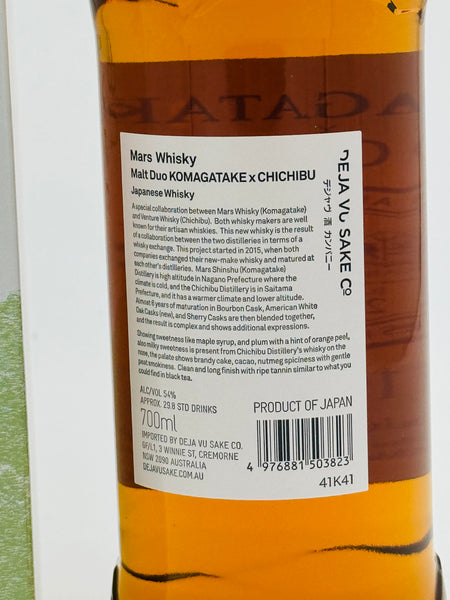 Mars Whisky
Malt Duo KOMAGATAKE x CHICHIBU
Japanese Whisky
A special collaboration between Mars Whisky (Komagatake)
and Venture Whisky (Chichibu). Both whisky makers are well
known for their artisan whiskies. This new whisky is the result
of a collaboration between the two distilleries in terms of a
whisky exchange. This project started in 2015, when both
companies exchanged their new-make whisky and matured at
each other's distilleries. Mars Shinshu (Komagatake)
Distillery is high altitude in Nagano Prefecture where the
climate is cold, and the Chichibu Distillery is in Saitama
Prefecture, and it has a warmer climate and lower altitude.
Almost 6 years of maturation in Bourbon Cask, American White
Oak Casks (new), and Sherry Casks are then blended together,
and the result is complex and shows additional expressions.
Showing sweetness like maple syrup, and plum with a hint of orange peel,
also milky sweetness is present from Chichibu Distillery's whisky on the
nose, the palate shows brandy cake, cacao, nutmeg spiciness with gentle
peat smokiness. Clean and long finish with ripe tannin similar to what you
could find in black tea.
ALC/VOL 54%
APPROX. 29.8 STD DRINKS
700ml
IMPORTED BY DEJA VU SAKE CO.
GF/L1, 3 WINNIE ST, CREMORNE
NSW 2090 AUSTRALIA
DEJAVUSAKE.COM.AU
PRODUCT OF JAPAN
4 976881 503823
41K41
DEJA VU SAKE CO
デジャヴ 酒 カンパニー